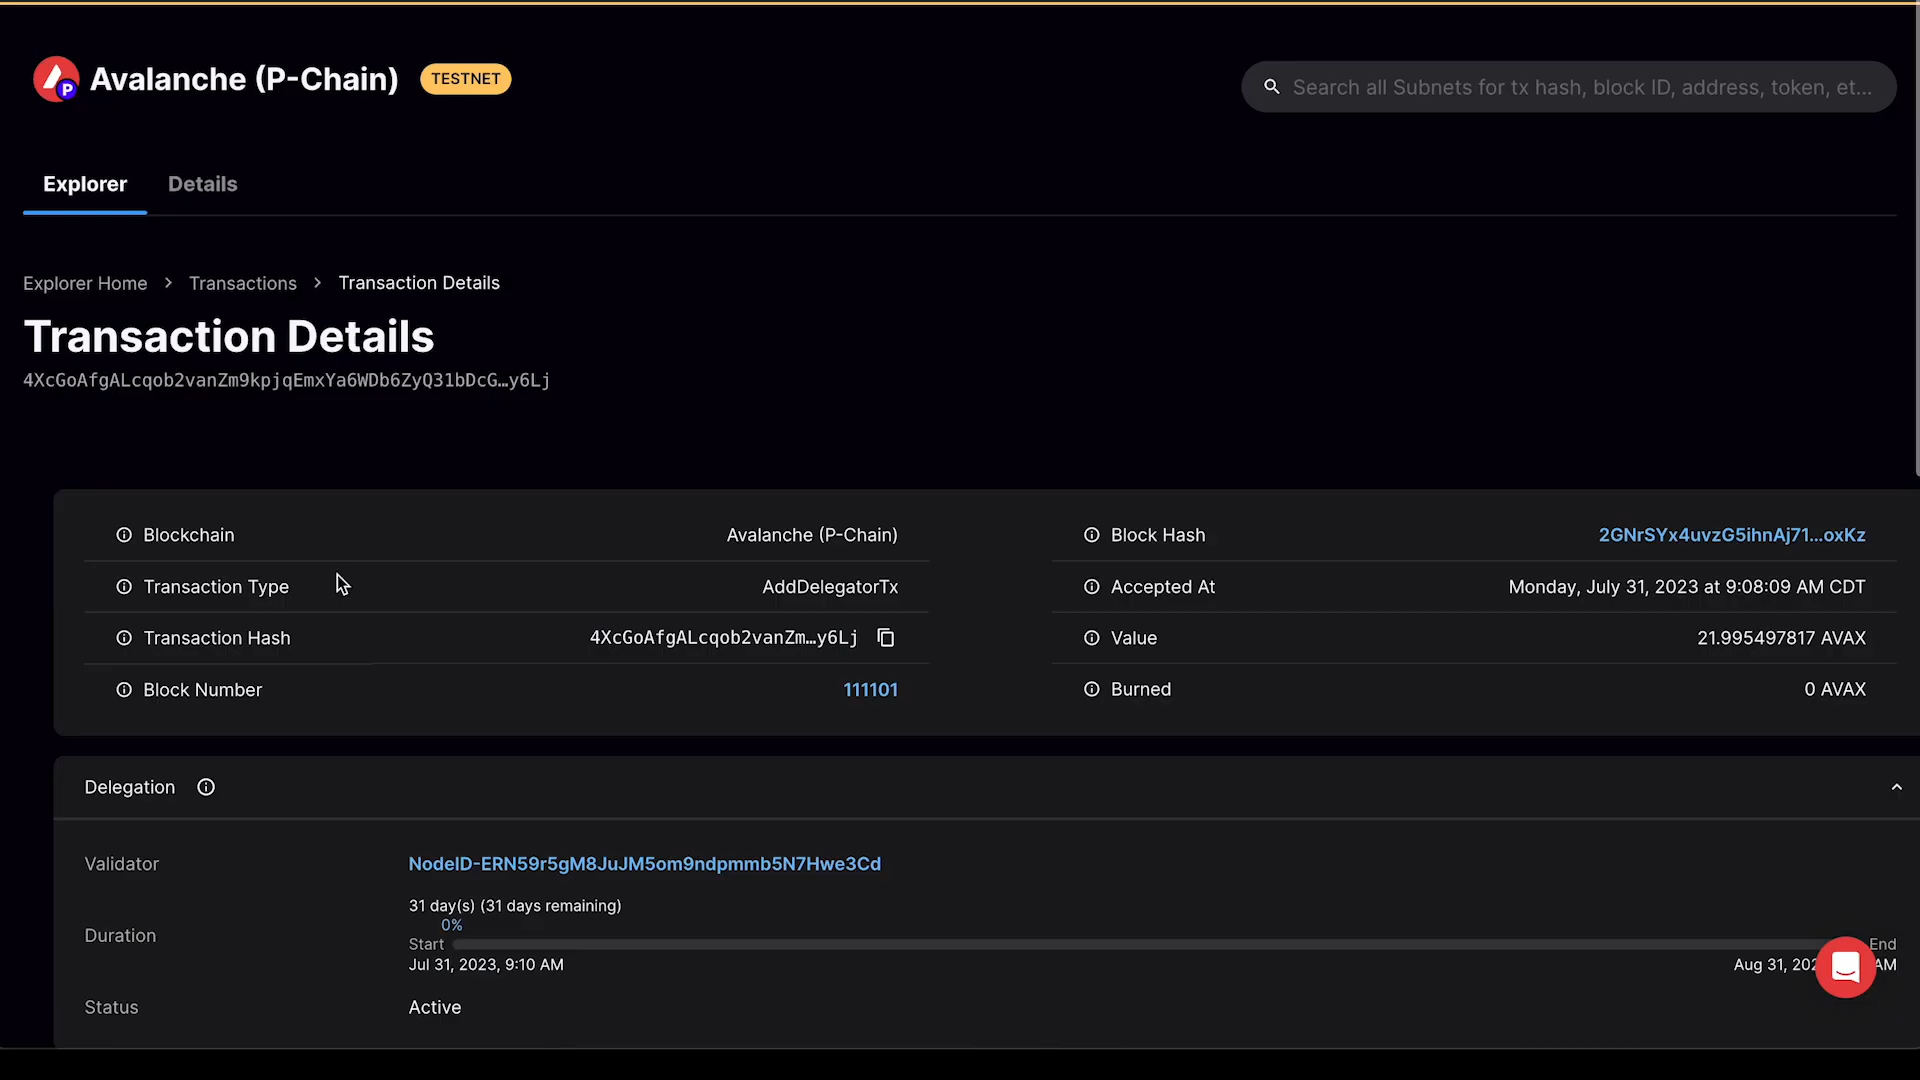 Avalanche (P-Chain) TESTNET
Search all Subnets for tx hash, block ID, address, token, et...
Explorer Details
Explorer Home > Transactions > Transaction Details
Transaction Details
4XcGoAfgALcqob2vanZm9kpjqEmxYa6WDb6ZyQ31bDcG…y6Lj
Blockchain Avalanche (P-Chain)
Transaction Type AddDelegatorTx
Transaction Hash 4XcGoAfgALcqob2vanZm…y6Lj
Block Number 111101
Block Hash 2GNrSYx4uvzG5ihnAj71...oxKz
Accepted At Monday, July 31, 2023 at 9:08:09 AM CDT
Value 21.995497817 AVAX
Burned 0 AVAX
Delegation
Validator NodeID-ERN59r5gM8JuJM5om9ndpmmb5N7Hwe3Cd
31 day(s) (31 days remaining)
0%
Duration
Start End
Jul 31, 2023, 9:10 AM Aug 31, AM
Status Active